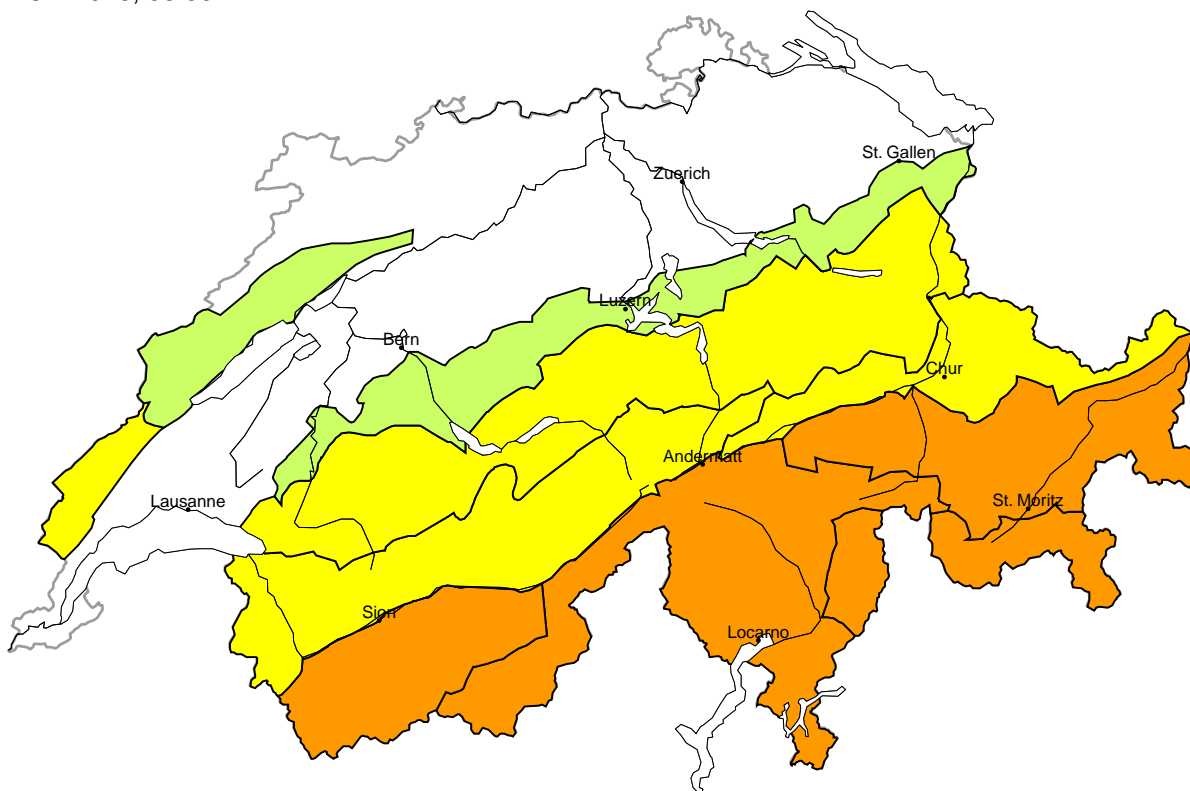 St. Gallen
Zuerich
Luzern
Bern
Chur
Andermatt
Lausanne
St. Moritz
Sion
Locarno